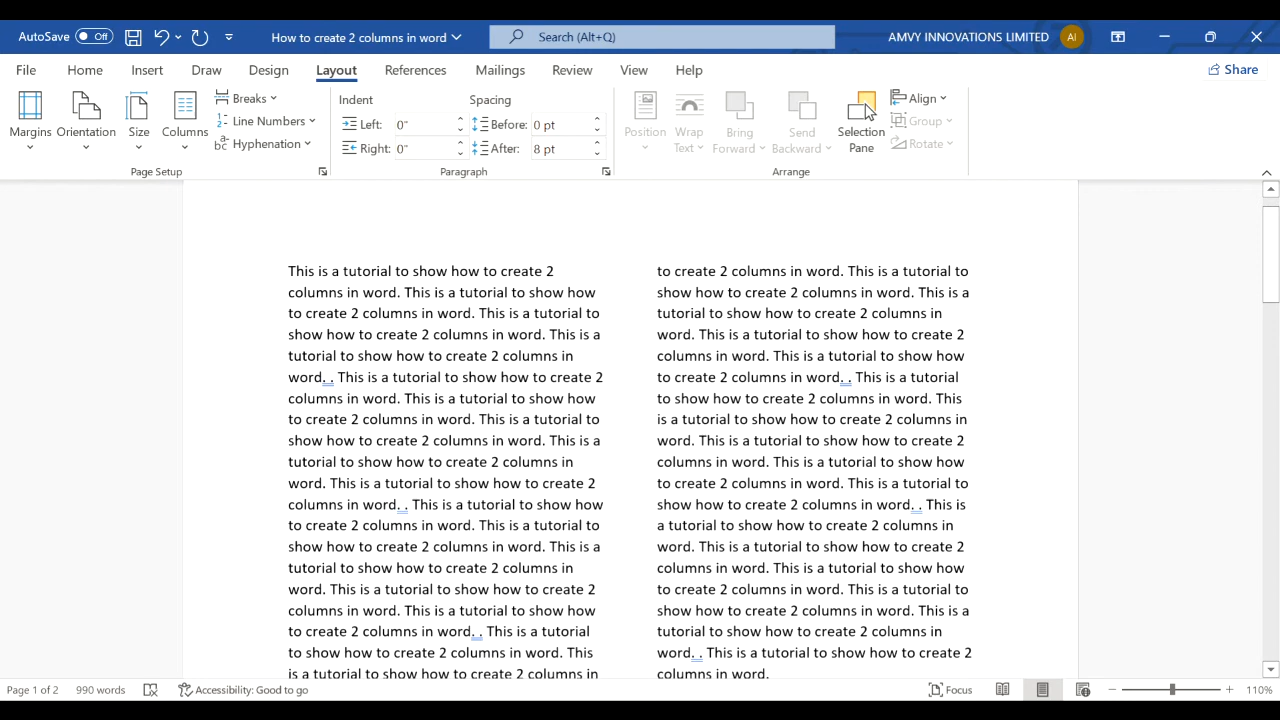 AutoSave Off How to create 2 columns in word Search (Alt+Q) AMVY INNOVATIONS LIMITED AI
File Home Insert Draw Design Layout References Mailings Review View Help Share
Margins Orientation Size Columns
Breaks
Line Numbers
Hyphenation
Page Setup
Indent Spacing
Left: 0" Before: 0 pt
Right: 0" After: 8 pt
Paragraph
Position Wrap Text Bring Forward Send Backward Selection Pane
Align
Group
Rotate
Arrange
This is a tutorial to show how to create 2
columns in word. This is a tutorial to show how
to create 2 columns in word. This is a tutorial to
show how to create 2 columns in word. This is a
tutorial to show how to create 2 columns in
word. . This is a tutorial to show how to create 2
columns in word. This is a tutorial to show how
to create 2 columns in word. This is a tutorial to
show how to create 2 columns in word. This is a
tutorial to show how to create 2 columns in
word. This is a tutorial to show how to create 2
columns in word. . This is a tutorial to show how
to create 2 columns in word. This is a tutorial to
show how to create 2 columns in word. This is a
tutorial to show how to create 2 columns in
word. This is a tutorial to show how to create 2
columns in word. This is a tutorial to show how
to create 2 columns in word. . This is a tutorial
to show how to create 2 columns in word. This
is a tutorial to show how to create 2 columns in
to create 2 columns in word. This is a tutorial to
show how to create 2 columns in word. This is a
tutorial to show how to create 2 columns in
word. This is a tutorial to show how to create 2
columns in word. This is a tutorial to show how
to create 2 columns in word. . This is a tutorial
to show how to create 2 columns in word. This
is a tutorial to show how to create 2 columns in
word. This is a tutorial to show how to create 2
columns in word. This is a tutorial to show how
to create 2 columns in word. This is a tutorial to
show how to create 2 columns in word. . This is
a tutorial to show how to create 2 columns in
word. This is a tutorial to show how to create 2
columns in word. This is a tutorial to show how
to create 2 columns in word. This is a tutorial to
show how to create 2 columns in word. This is a
tutorial to show how to create 2 columns in
word. . This is a tutorial to show how to create 2
columns in word.
Page 1 of 2 990 words Accessibility: Good to go Focus 110%